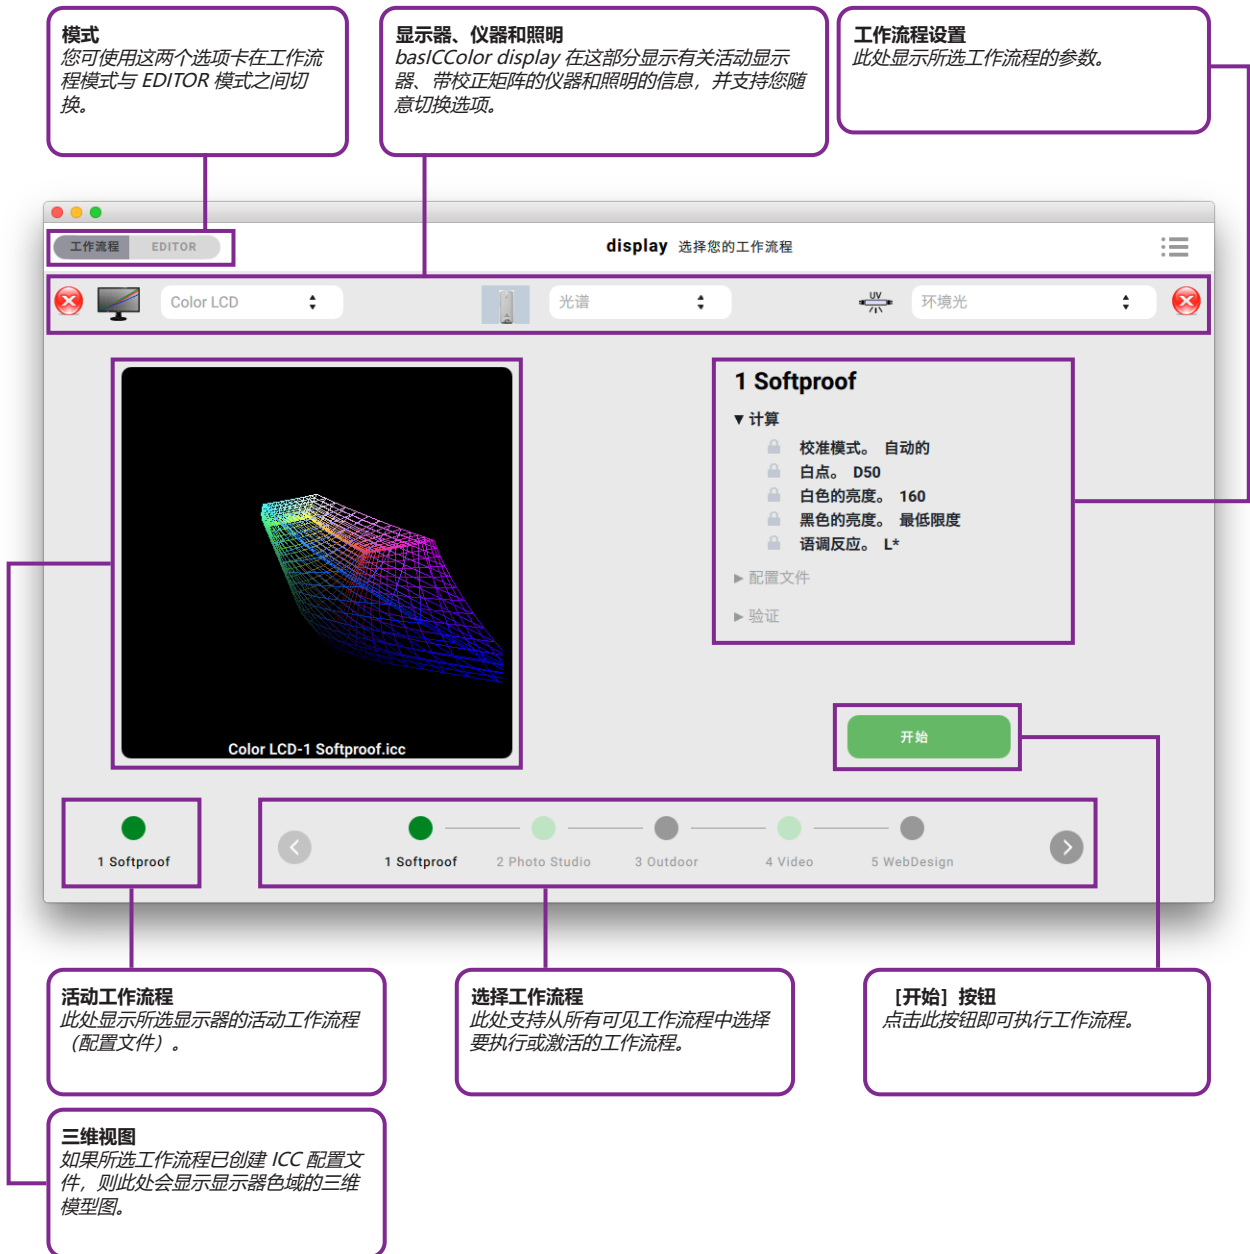 模式
您可使用这两个选项卡在工作流
程模式与 EDITOR 模式之间切
换。
显示器、仪器和照明
basICColor display 在这部分显示有关活动显示
器、带校正矩阵的仪器和照明的信息，并支持您随
意切换选项。
工作流程设置
此处显示所选工作流程的参数。
工作流程 EDITOR
display 选择您的工作流程
Color LCD
光谱
UV
环境光
Color LCD-1 Softproof.icc
1 Softproof
▼ 计算
校准模式。 自动的
白点。 D50
白色的亮度。 160
黑色的亮度。 最低限度
语调反应。 L*
▶ 配置文件
▶ 验证
开始
1 Softproof
1 Softproof
2 Photo Studio
3 Outdoor
4 Video
5 WebDesign
活动工作流程
此处显示所选显示器的活动工作流程
（配置文件）。
选择工作流程
此处支持从所有可见工作流程中选择
要执行或激活的工作流程。
[开始] 按钮
点击此按钮即可执行工作流程。
三维视图
如果所选工作流程已创建 ICC 配置文
件，则此处会显示显示器色域的三维
模型图。